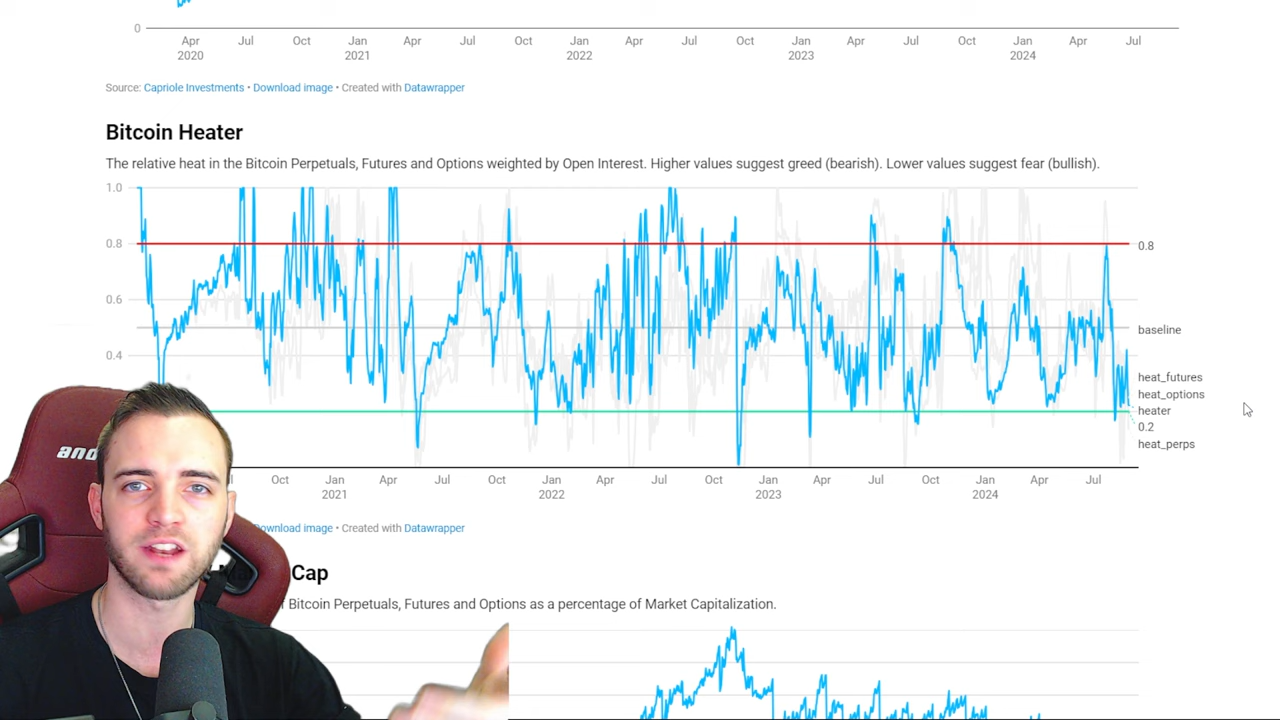 0
Apr Jul Oct Jan Apr Jul Oct Jan Apr Jul Oct Jan Apr Jul Oct Jan Apr Jul
2020 2021 2022 2023 2024
Source: Capriole Investments • Download image • Created with Datawrapper
Bitcoin Heater
The relative heat in the Bitcoin Perpetuals, Futures and Options weighted by Open Interest. Higher values suggest greed (bearish). Lower values suggest fear (bullish).
1.0
0.8
0.8
0.6
baseline
0.4
heat_futures
heat_options
heater
0.2
heat_perps
Oct Jan Apr Jul Oct Jan Apr Jul Oct Jan Apr Jul Oct Jan Apr Jul
2021 2022 2023 2024
Download image • Created with Datawrapper
Cap
Bitcoin Perpetuals, Futures and Options as a percentage of Market Capitalization.